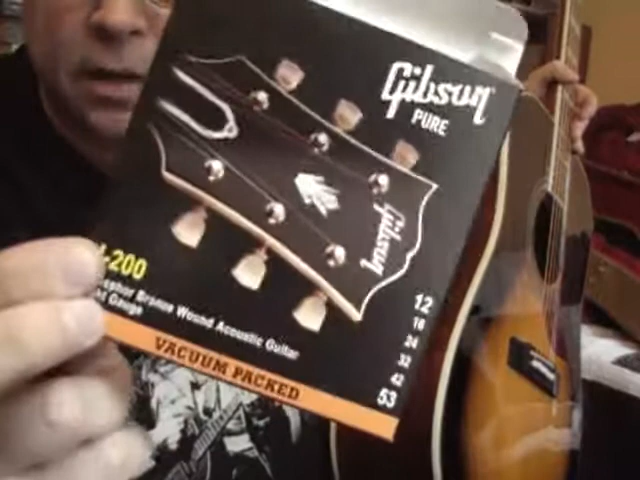 Gibson
PURE
Gibson
-200
Bronze Wound Acoustic Guitar
Gauge
VACUUM PACKED
12
16
24
32
42
53